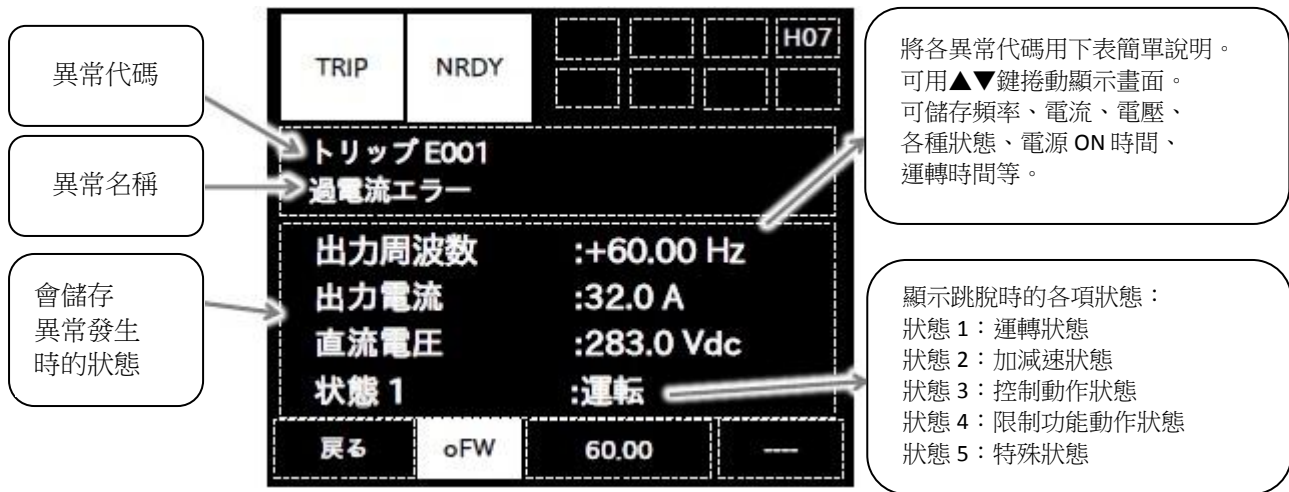 異常代碼
異常名稱
會儲存
異常發生
時的狀態
TRIP NRDY H07
トリップ E001
過電流エラー
出力周波数 :+60.00 Hz
出力電流 :32.0 A
直流電圧 :283.0 Vdc
状態 1 :運転
戻る oFW 60.00 ----
將各異常代碼用下表簡單說明。
可用▲▼鍵捲動顯示畫面。
可儲存頻率、電流、電壓、
各種狀態、電源 ON 時間、
運轉時間等。
顯示跳脫時的各項狀態：
狀態 1：運轉狀態
狀態 2：加減速狀態
狀態 3：控制動作狀態
狀態 4：限制功能動作狀態
狀態 5：特殊狀態